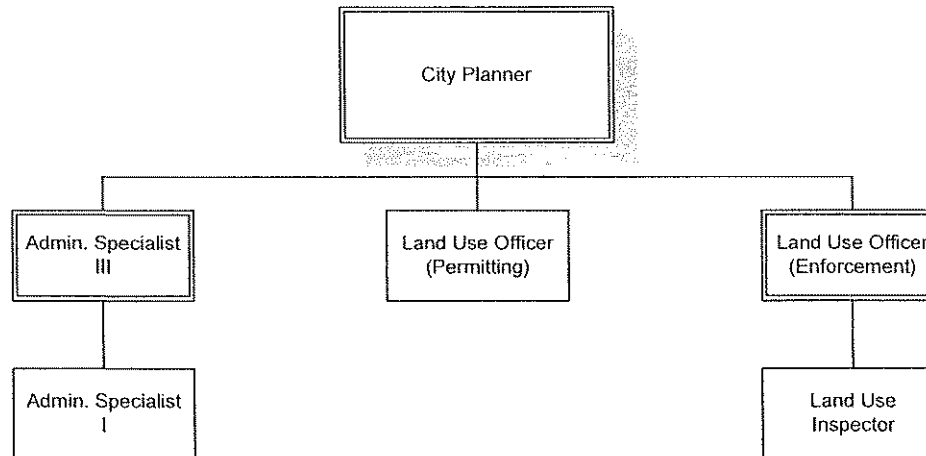 City Planner
Admin. Specialist
III
Land Use Officer
(Permitting)
Land Use Officer
(Enforcement)
Admin. Specialist
I
Land Use
Inspector